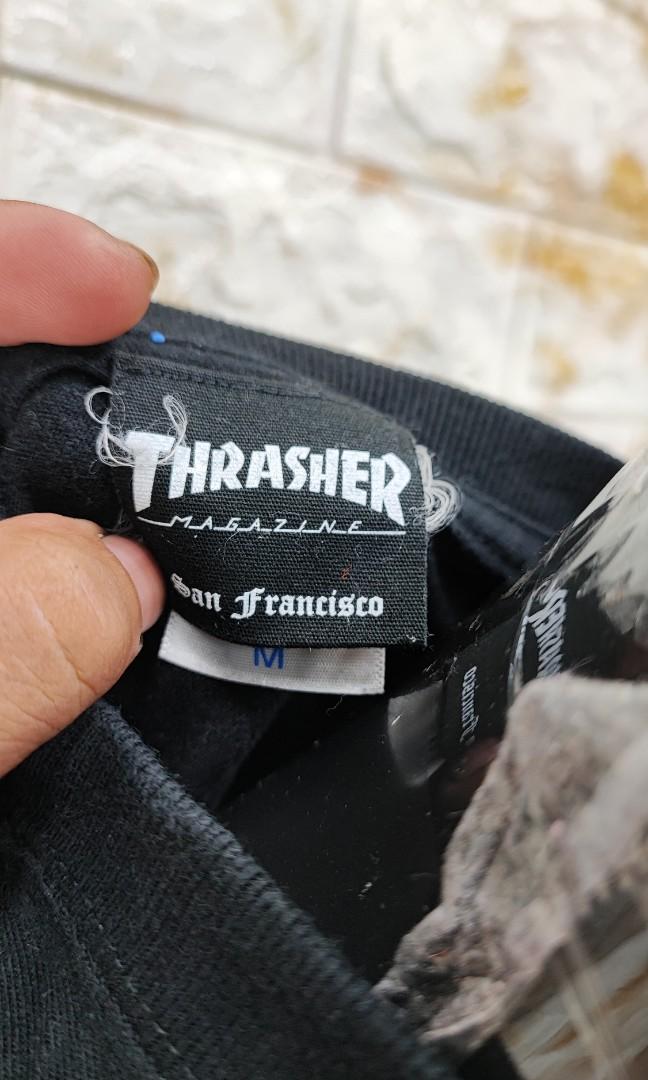 THRASHER
MAGAZINE
San Francisco
M